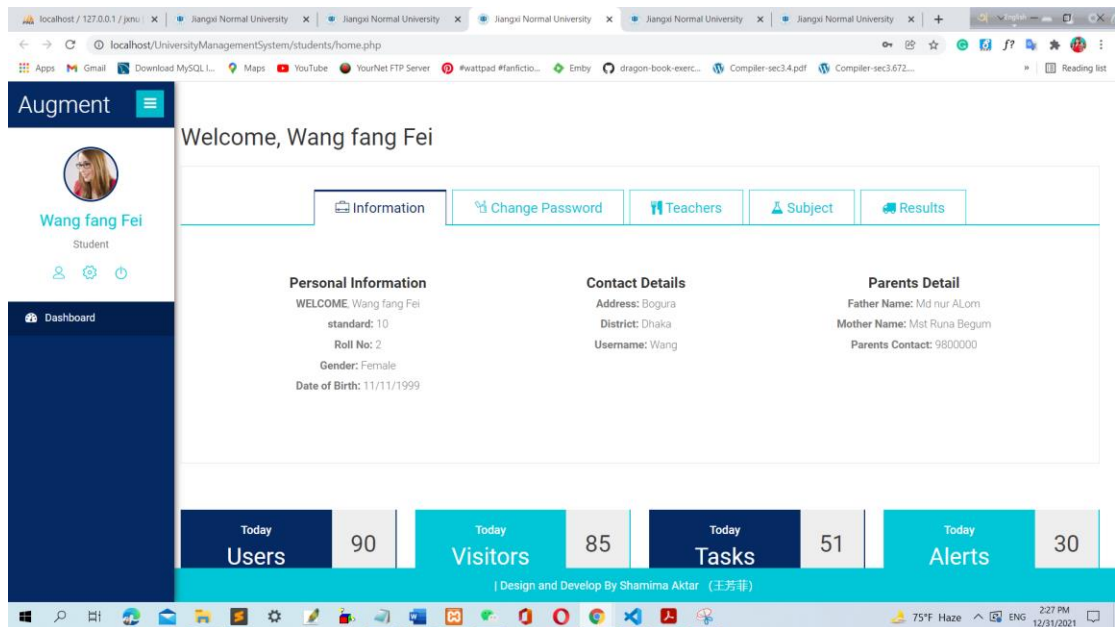 localhost / 127.0.0.1 / jxnu
Jiangxi Normal University
Jiangxi Normal University
Jiangxi Normal University
Jiangxi Normal University
Jiangxi Normal University
localhost/UniversityManagementSystem/students/home.php
Apps Gmail Download MySQL I... Maps YouTube YourNet FTP Server #wattpad #fanfictio... Emby dragon-book-exerc... Compiler-sec3.4.pdf Compiler-sec3.672.... » Reading list
Augment
Welcome, Wang fang Fei
Information Change Password Teachers Subject Results
Wang fang Fei
Student
Dashboard
Personal Information
WELCOME, Wang fang Fei
standard: 10
Roll No: 2
Gender: Female
Date of Birth: 11/11/1999
Contact Details
Address: Bogura
District: Dhaka
Username: Wang
Parents Detail
Father Name: Md nur ALom
Mother Name: Mst Runa Begum
Parents Contact: 9800000
Today
Users
90
Today
Visitors
85
Today
Tasks
51
Today
Alerts
30
| Design and Develop By Shamima Aktar （王芳菲）
75°F Haze ENG 2:27 PM
12/31/2021